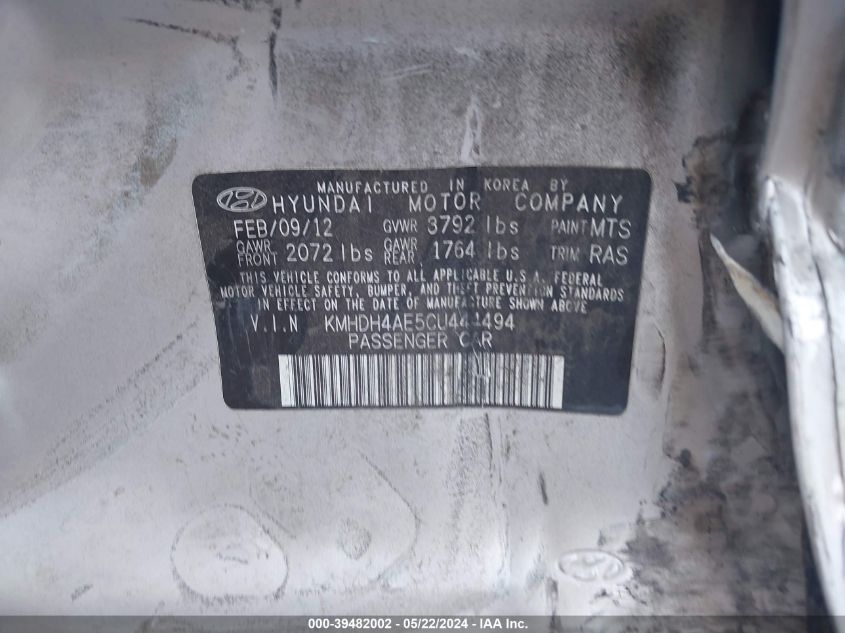 MANUFACTURED IN KOREA BY
HYUNDAI MOTOR COMPANY
FEB/09/12 GVWR 3792 lbs PAINT MTS
GAWR FRONT 2072 lbs GAWR REAR 1764 lbs TRIM RAS
THIS VEHICLE CONFORMS TO ALL APPLICABLE U.S.A. FEDERAL
MOTOR VEHICLE SAFETY, BUMPER, AND THEFT PREVENTION STANDARDS
IN EFFECT ON THE DATE OF MANUFACTURE SHOWN ABOVE
V.I.N KMHDH4AE5CU444494
PASSENGER CAR
000-39482002 - 05/22/2024 - IAA Inc.